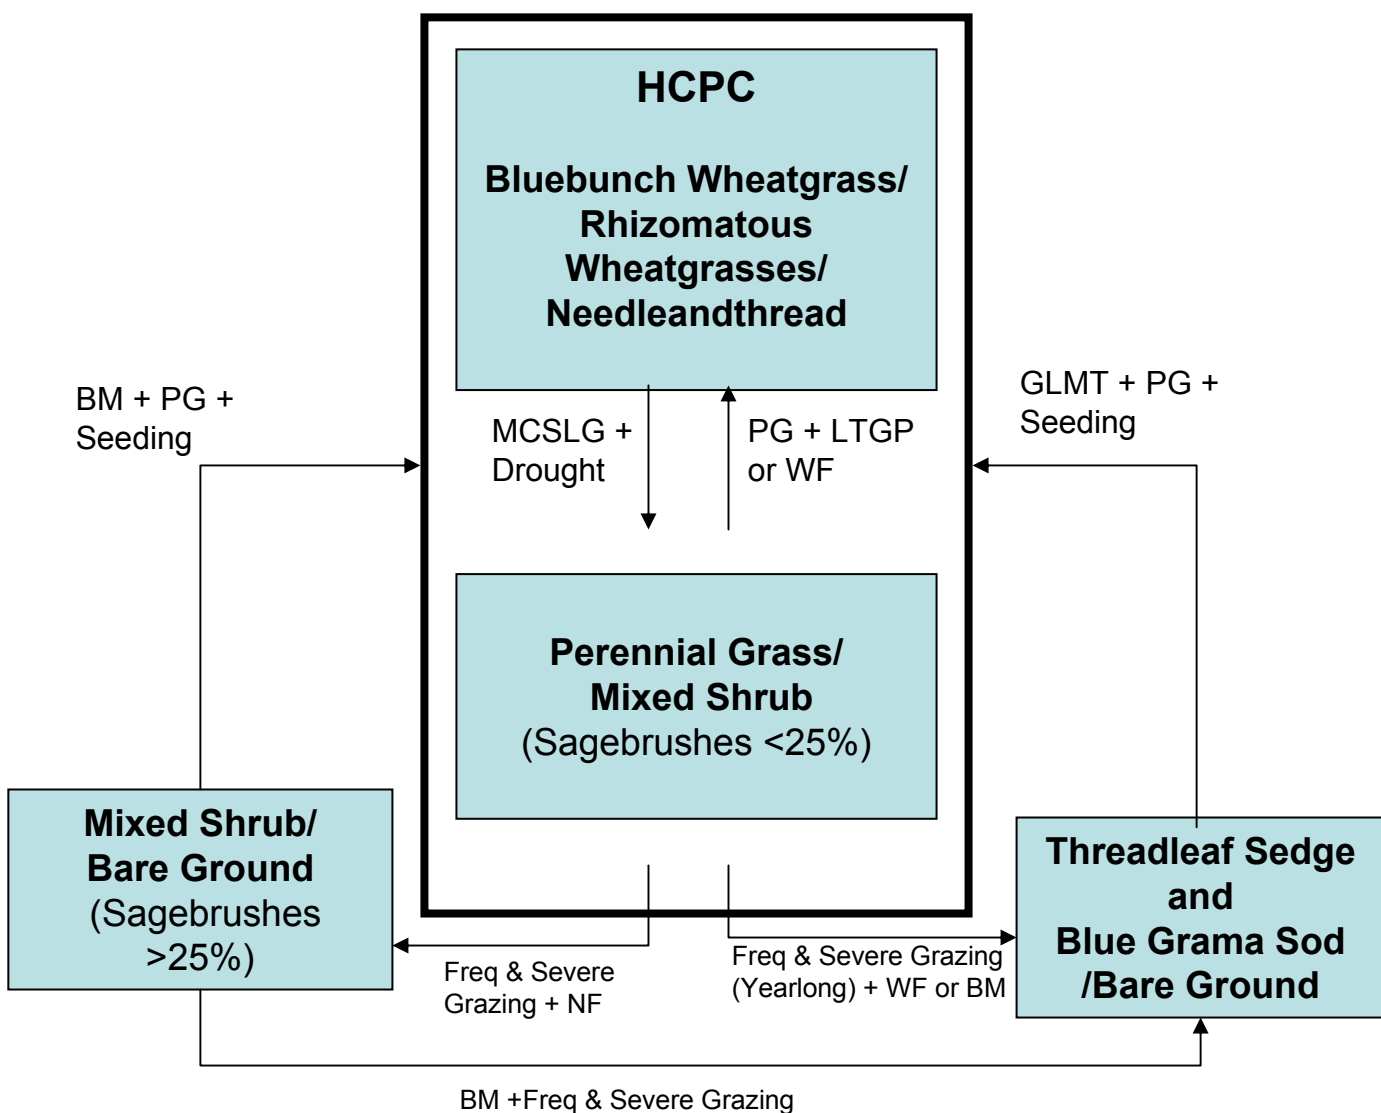 HCPC
Bluebunch Wheatgrass/
Rhizomatous
Wheatgrasses/
Needleandthread
BM + PG +
Seeding
MCSLG +
Drought
PG + LTGP
or WF
GLMT + PG +
Seeding
Perennial Grass/
Mixed Shrub
(Sagebrushes <25%)
Mixed Shrub/
Bare Ground
(Sagebrushes
>25%)
Threadleaf Sedge
and
Blue Grama Sod
/Bare Ground
Freq & Severe
Grazing + NF
Freq & Severe Grazing
(Yearlong) + WF or BM
BM +Freq & Severe Grazing